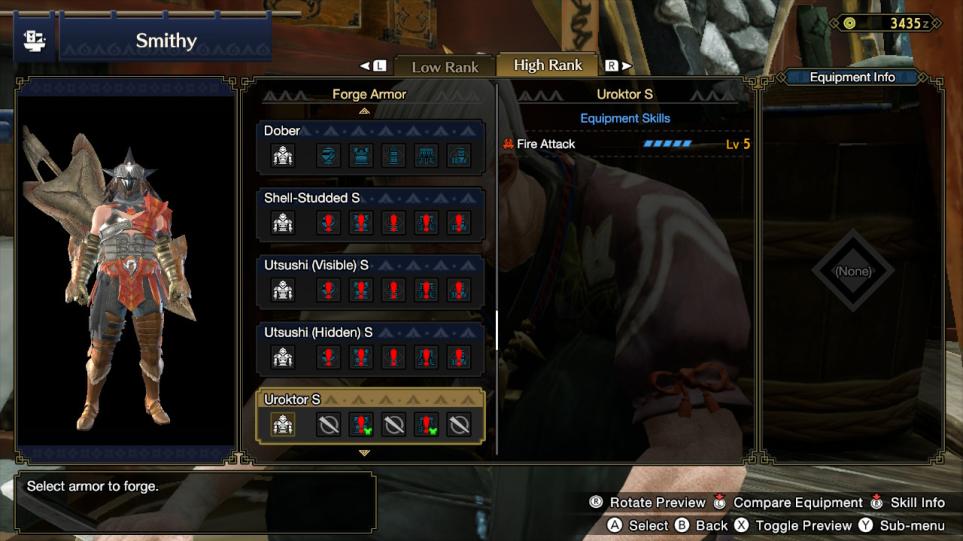 Smithy
3435z
L
Low Rank
High Rank
R
Equipment Info
Forge Armor
Uroktor S
Equipment Skills
Dober
Fire Attack
Lv 5
Shell-Studded S
Utsushi (Visible) S
(None)
Utsushi (Hidden) S
Uroktor S
Select armor to forge.
R Rotate Preview L Compare Equipment R Skill Info
A Select B Back X Toggle Preview Y Sub-menu